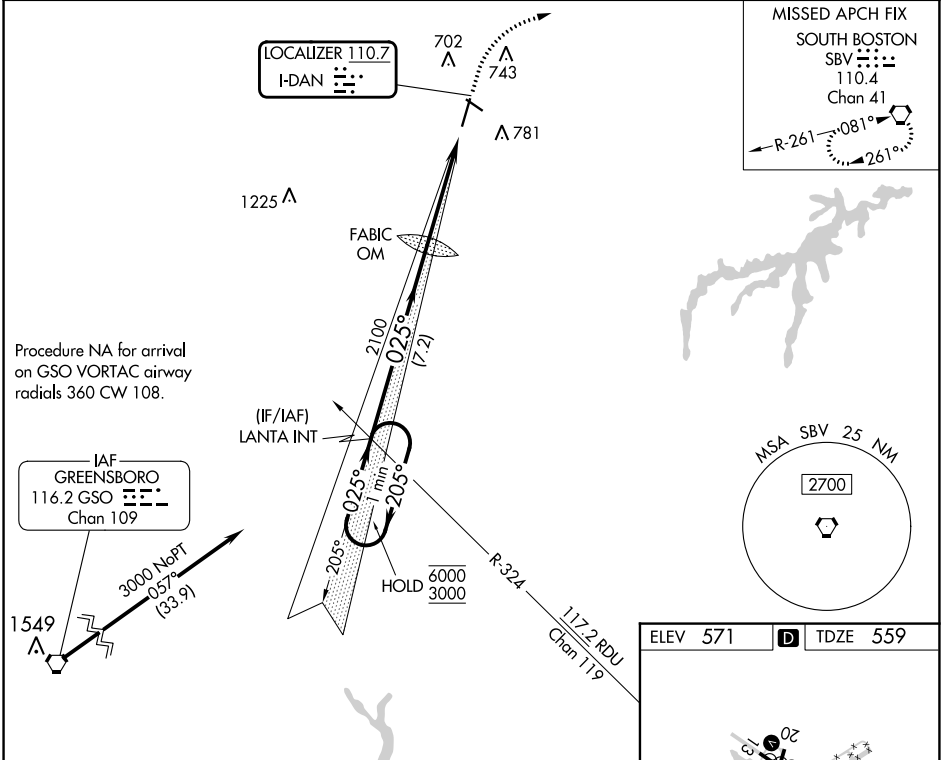 LOCALIZER 110.7
I-DAN
702
743
781
MISSED APCH FIX
SOUTH BOSTON
SBV
110.4
Chan 41
R-261
081°
261°
1225
FABIC
OM
2100
025°
(7.2)
Procedure NA for arrival
on GSO VORTAC airway
radials 360 CW 108.
(IF/IAF)
LANTA INT
025°
1 min
205°
205°
HOLD
6000
3000
IAF
GREENSBORO
116.2 GSO
Chan 109
3000 NoPT
057°
(33.9)
1549
R-324
117.2 RDU
Chan 119
MSA SBV 25 NM
2700
ELEV 571
D
TDZE 559
20
13
V